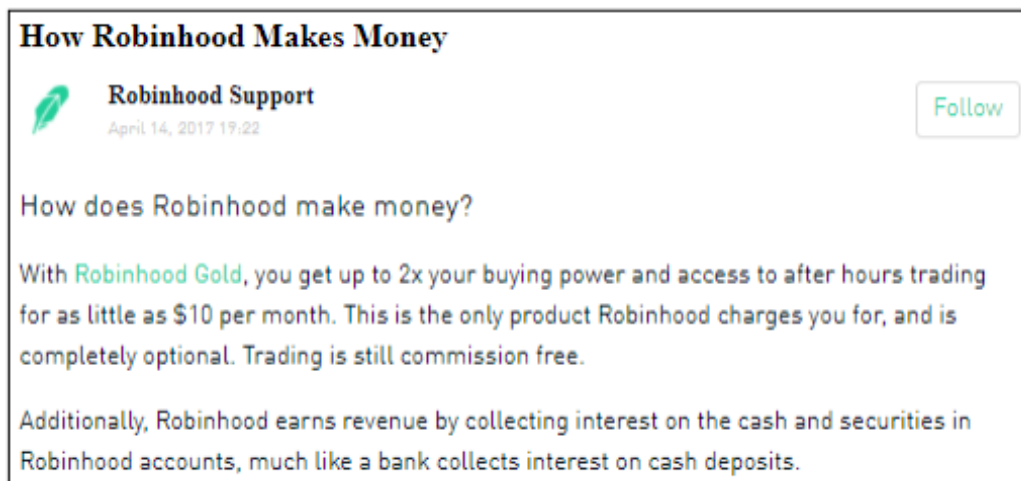 How Robinhood Makes Money
Robinhood Support
April 14, 2017 19:22
Follow
How does Robinhood make money?
With Robinhood Gold, you get up to 2x your buying power and access to after hours trading
for as little as $10 per month. This is the only product Robinhood charges you for, and is
completely optional. Trading is still commission free.
Additionally, Robinhood earns revenue by collecting interest on the cash and securities in
Robinhood accounts, much like a bank collects interest on cash deposits.